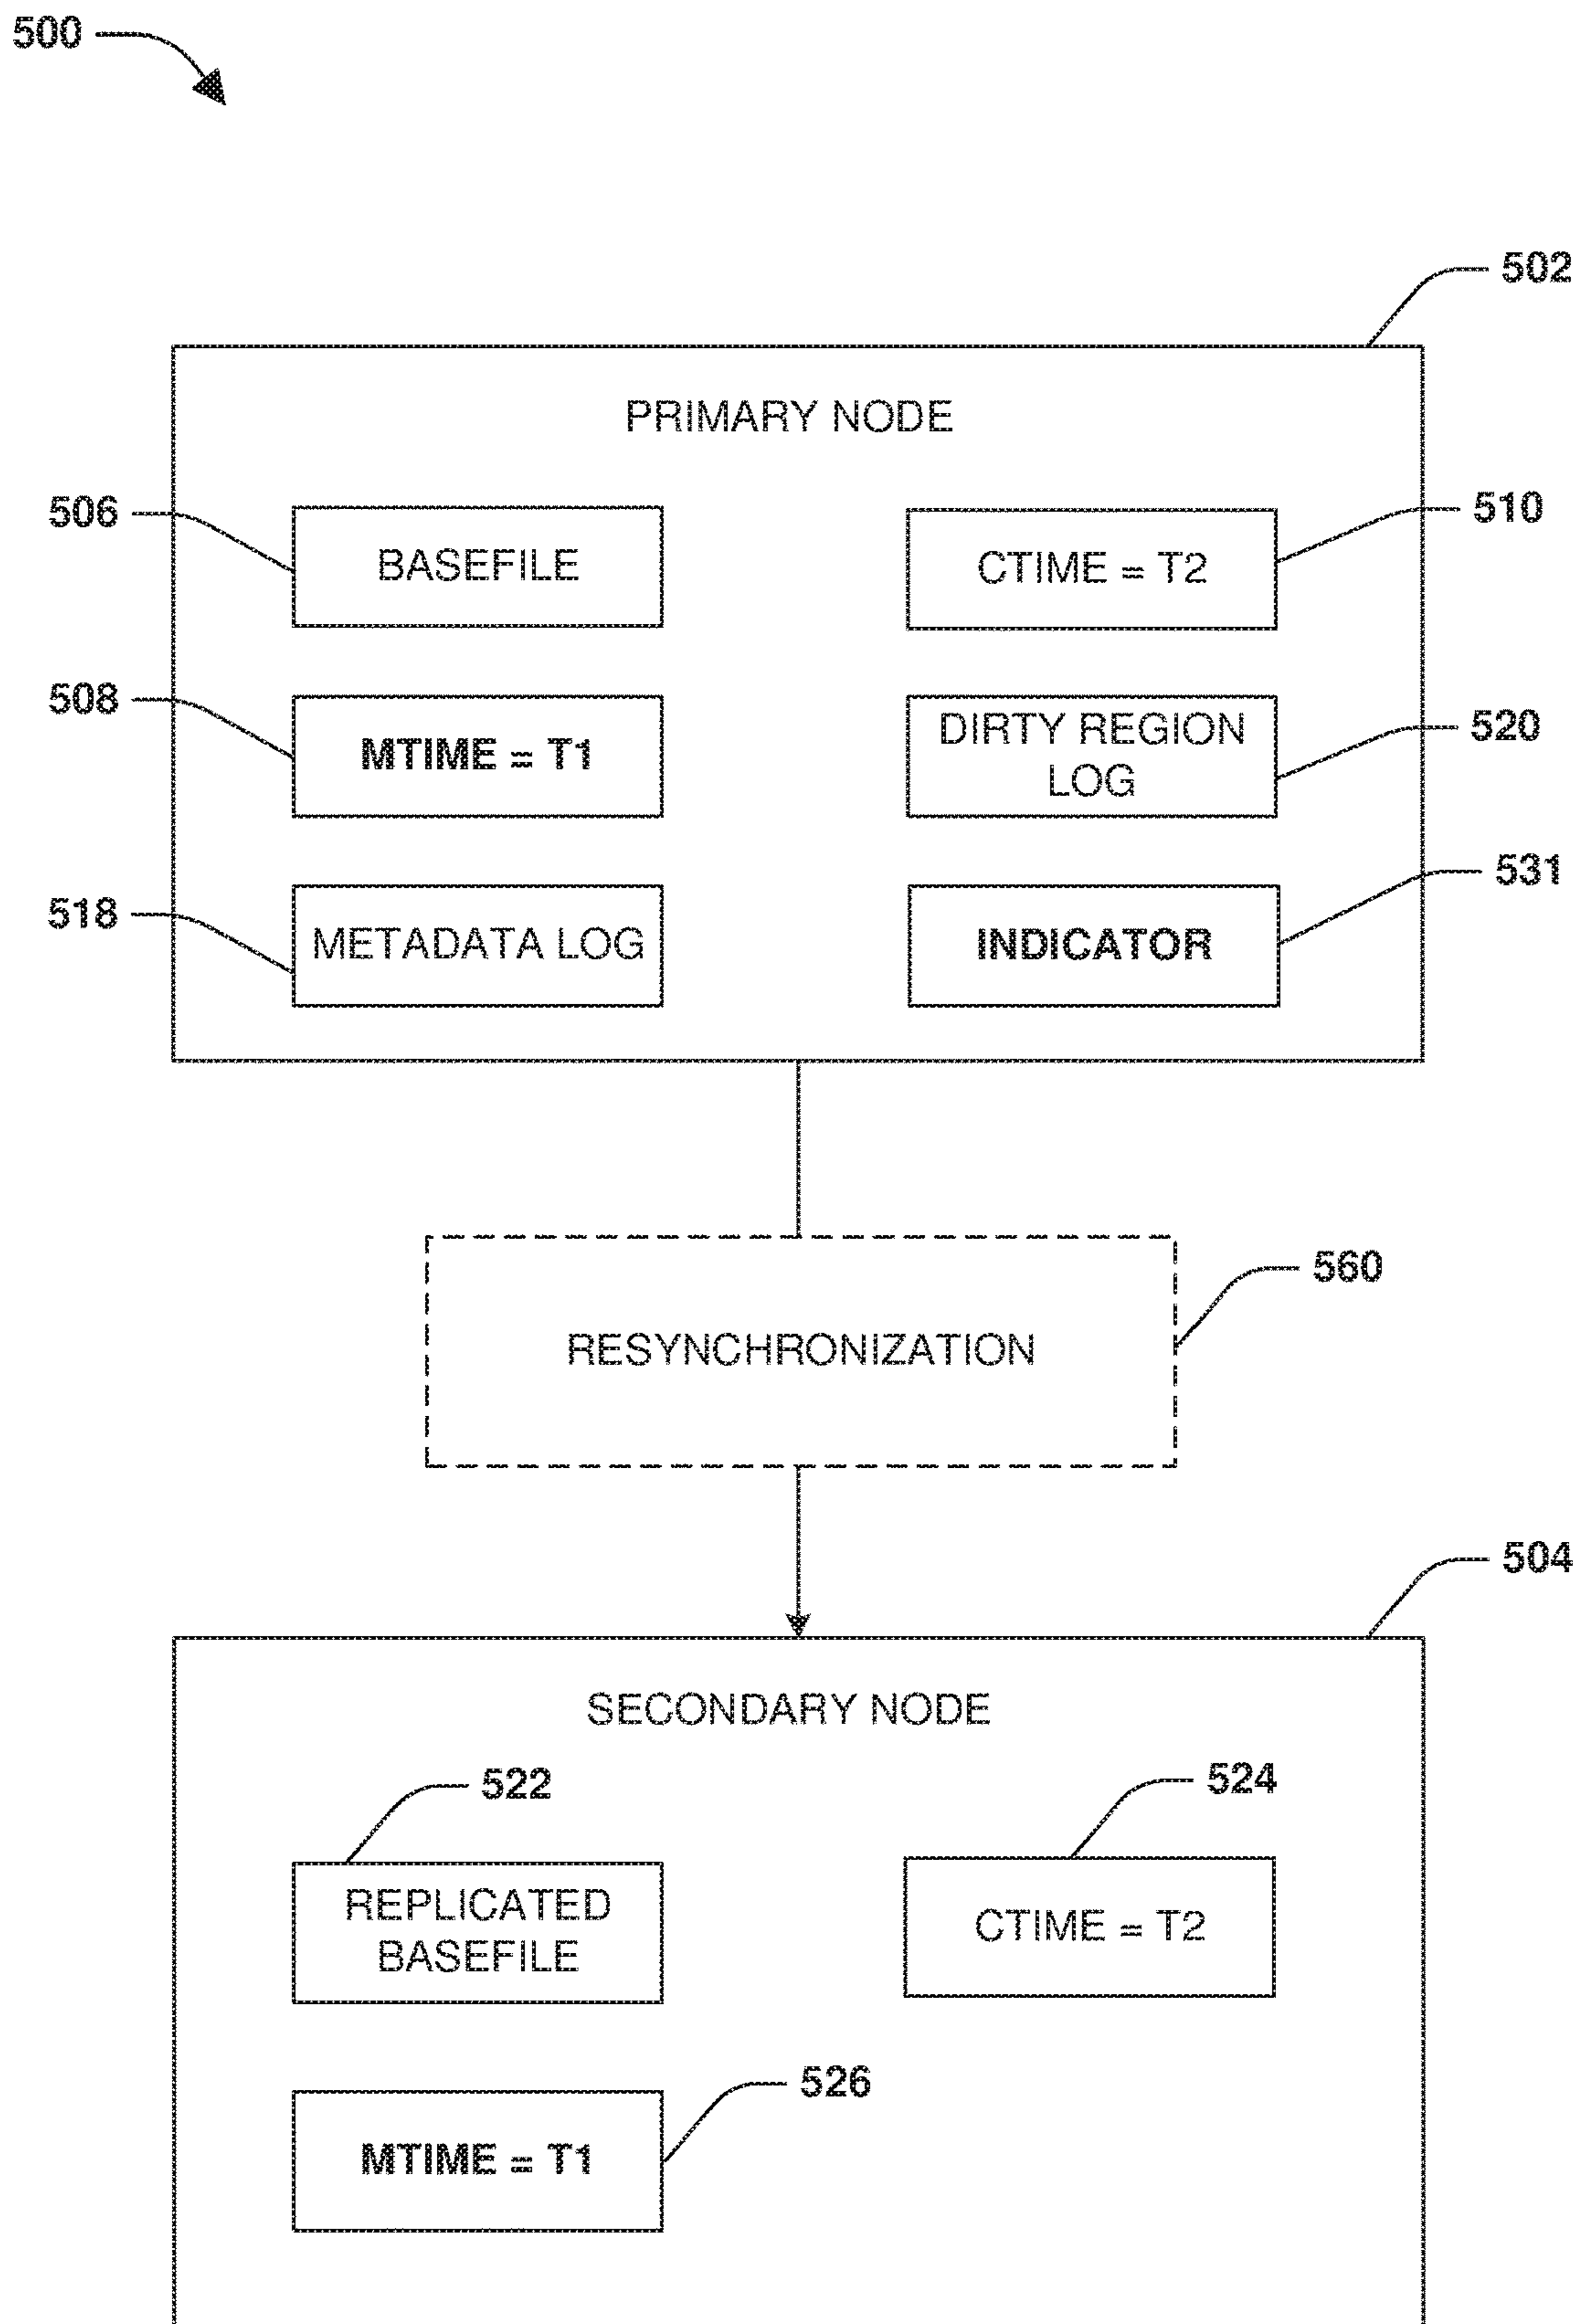 500
502
PRIMARY NODE
506
BASEFILE
CTIME = T2
510
508
MTIME = T1
DIRTY REGION
LOG
520
518
METADATA LOG
INDICATOR
531
RESYNCHRONIZATION
560
504
SECONDARY NODE
522
524
REPLICATED
BASEFILE
CTIME = T2
526
MTIME = T1